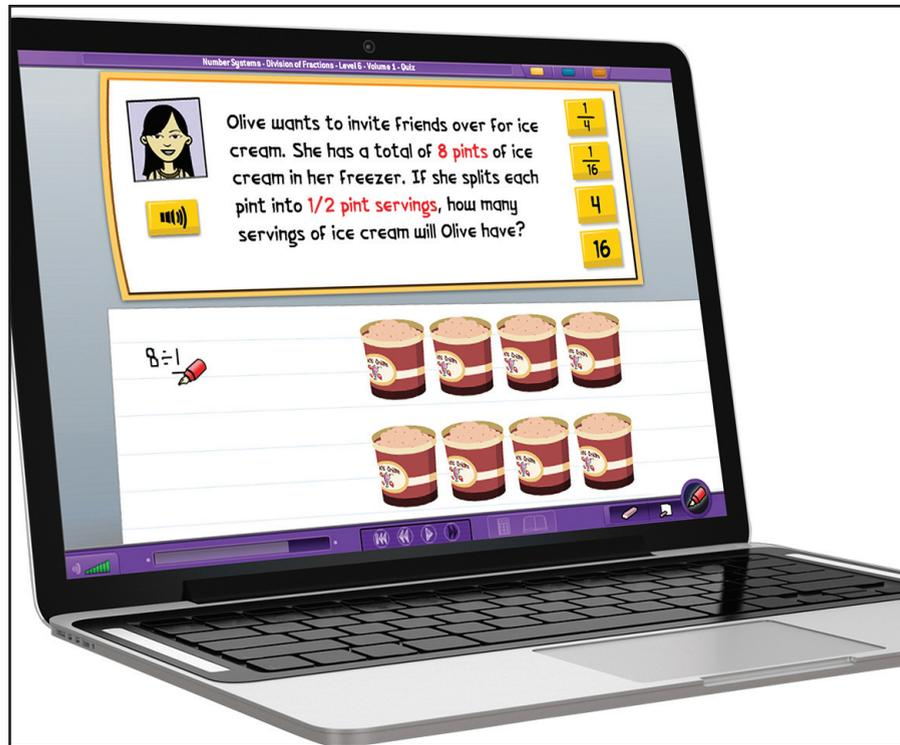 Number Systems - Division of Fractions - Level 6 - Volume 1 - Quiz
Olive wants to invite friends over for ice
cream. She has a total of 8 pints of ice
cream in her freezer. If she splits each
pint into 1/2 pint servings, how many
servings of ice cream will Olive have?
1/4
1/16
4
16
8÷1